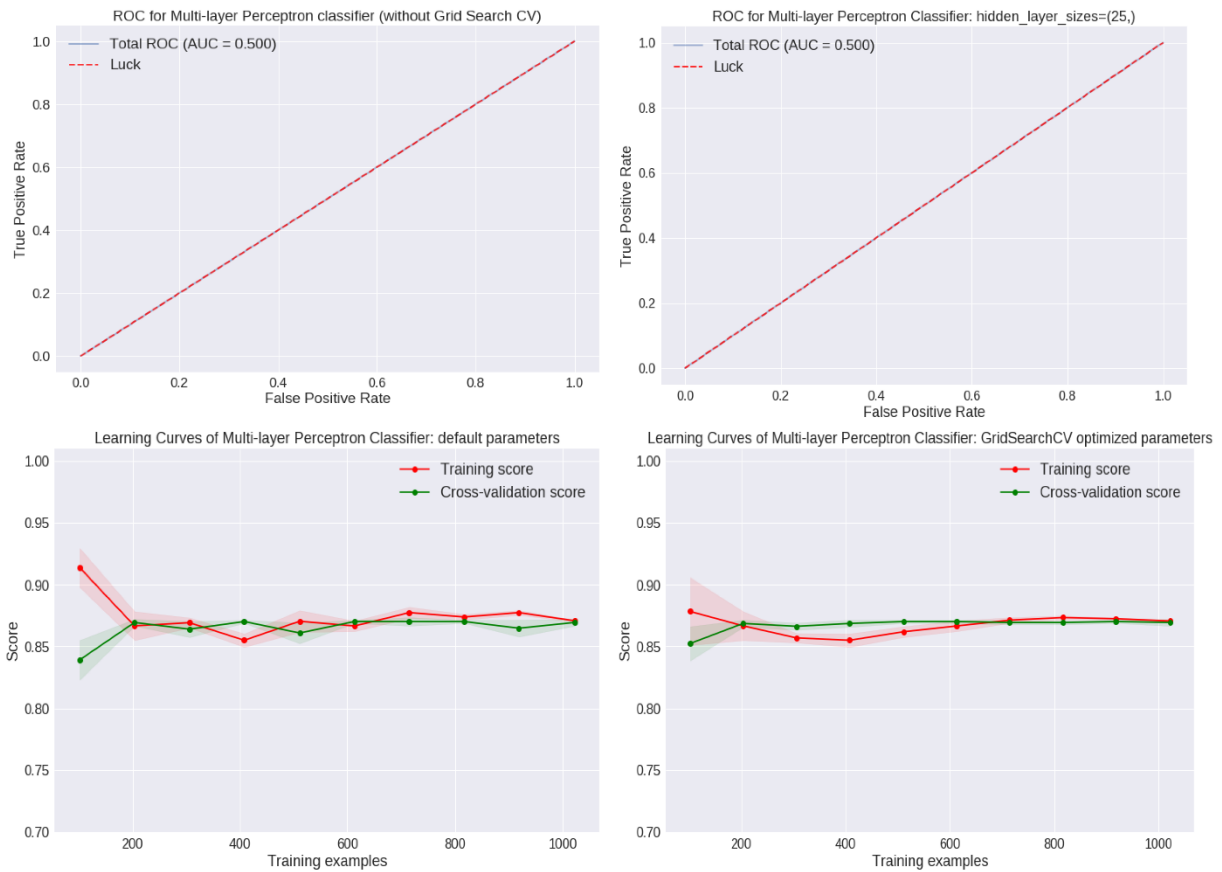 ROC for Multi-layer Perceptron classifier (without Grid Search CV)
Total ROC (AUC = 0.500)
Luck
True Positive Rate
1.0
0.8
0.6
0.4
0.2
0.0
0.0 0.2 0.4 0.6 0.8 1.0
False Positive Rate
ROC for Multi-layer Perceptron Classifier: hidden_layer_sizes=(25,)
Total ROC (AUC = 0.500)
Luck
True Positive Rate
1.0
0.8
0.6
0.4
0.2
0.0
0.0 0.2 0.4 0.6 0.8 1.0
False Positive Rate
Learning Curves of Multi-layer Perceptron Classifier: default parameters
Training score
Cross-validation score
Score
1.00
0.95
0.90
0.85
0.80
0.75
0.70
200 400 600 800 1000
Training examples
Learning Curves of Multi-layer Perceptron Classifier: GridSearchCV optimized parameters
Training score
Cross-validation score
Score
1.00
0.95
0.90
0.85
0.80
0.75
0.70
200 400 600 800 1000
Training examples